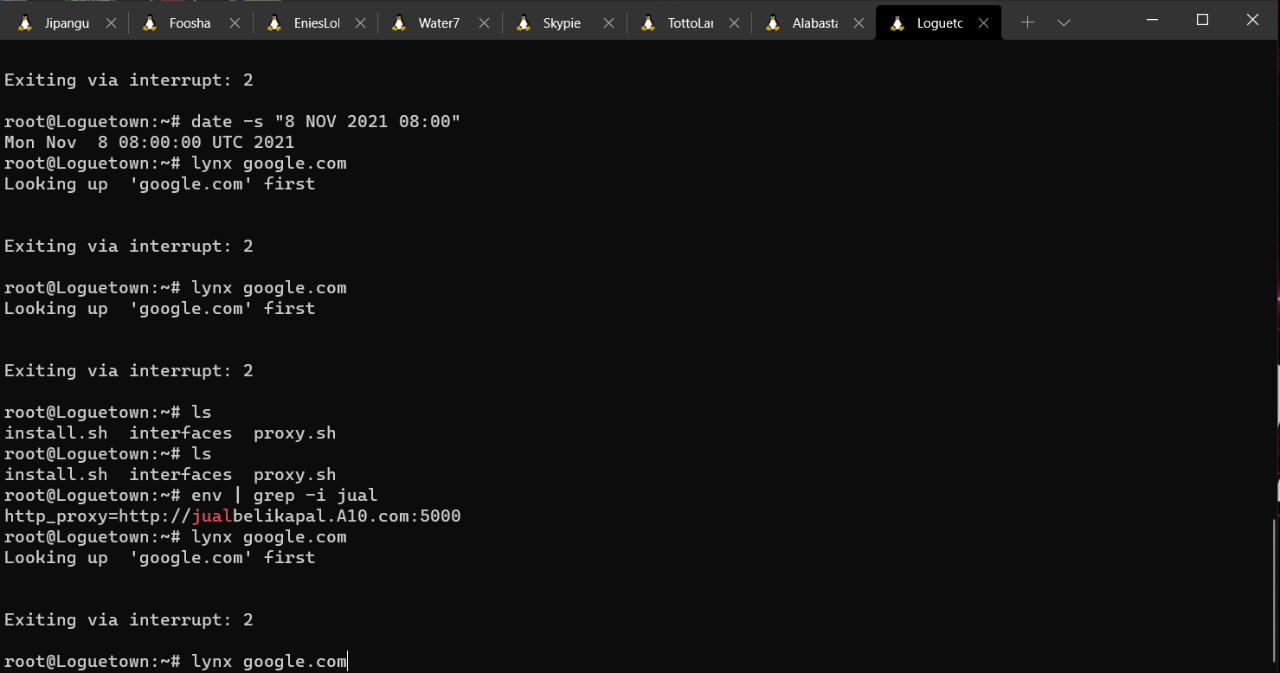 Jipangu Foosha EniesLol Water7 Skypie TottoLar Alabasta Loguetc
Exiting via interrupt: 2
root@Loguetown:~# date -s "8 NOV 2021 08:00"
Mon Nov  8 08:00:00 UTC 2021
root@Loguetown:~# lynx google.com
Looking up  'google.com' first
Exiting via interrupt: 2
root@Loguetown:~# lynx google.com
Looking up  'google.com' first
Exiting via interrupt: 2
root@Loguetown:~# ls
install.sh  interfaces  proxy.sh
root@Loguetown:~# ls
install.sh  interfaces  proxy.sh
root@Loguetown:~# env | grep -i jual
http_proxy=http://jualbelikapal.A10.com:5000
root@Loguetown:~# lynx google.com
Looking up  'google.com' first
Exiting via interrupt: 2
root@Loguetown:~# lynx google.com